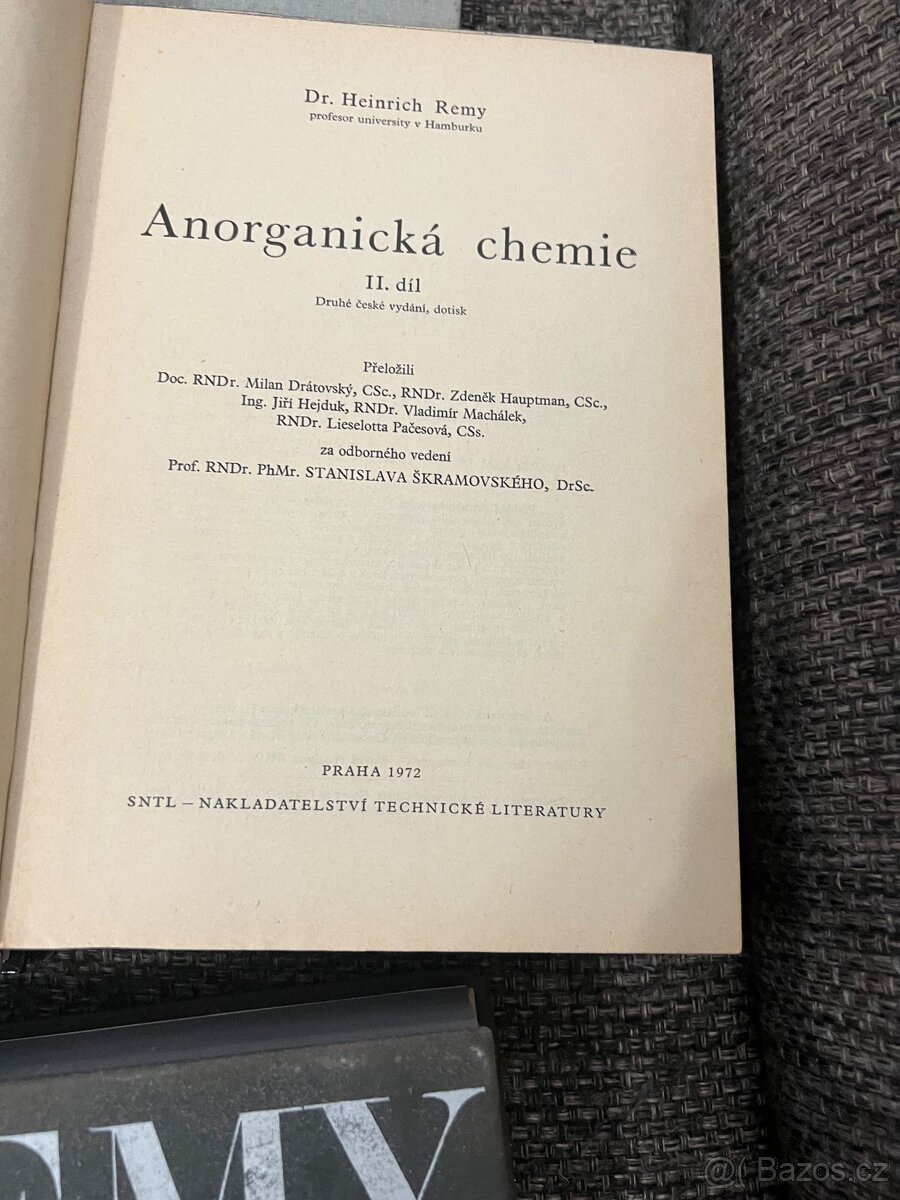 Dr. Heinrich Remy
profesor university v Hamburku
Anorganická chemie
II. díl
Druhé české vydání, dotisk
Přeložili
Doc. RNDr. Milan Drátovský, CSc., RNDr. Zdeněk Hauptman, CSc.,
Ing. Jiří Hejduk, RNDr. Vladimír Machálek,
RNDr. Lieselotta Pačesová, CSs.
za odborného vedení
Prof. RNDr. PhMr. STANISLAVA ŠKRAMOVSKÉHO, DrSc.
PRAHA 1972
SNTL – NAKLADATELSTVÍ TECHNICKÉ LITERATURY
EMY
@( Bazos.cz